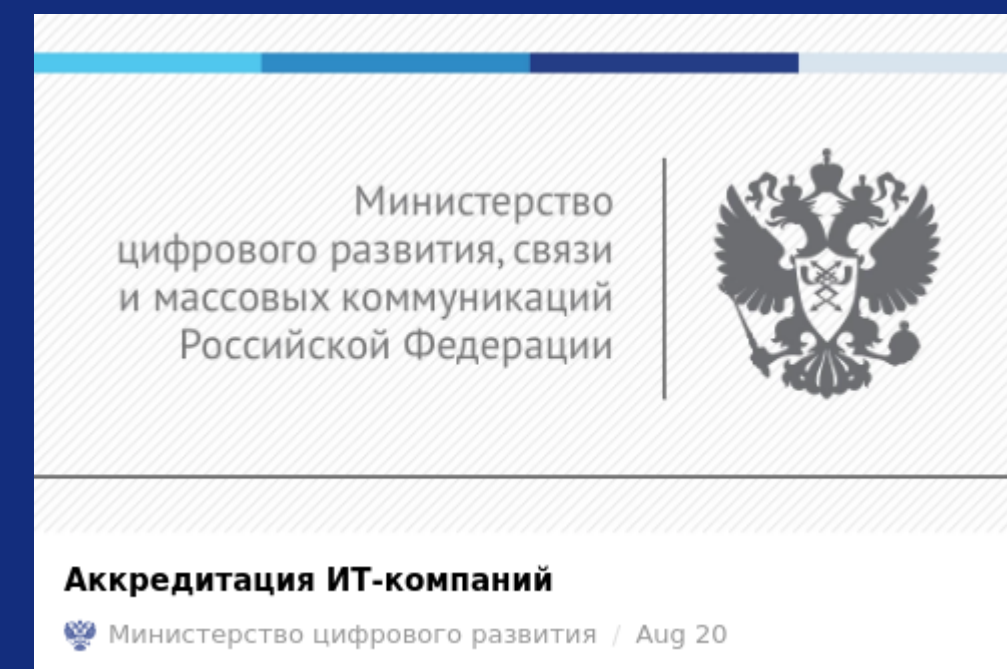 Министерство
цифрового развития, связи
и массовых коммуникаций
Российской Федерации
Аккредитация ИТ-компаний
Министерство цифрового развития / Aug 20